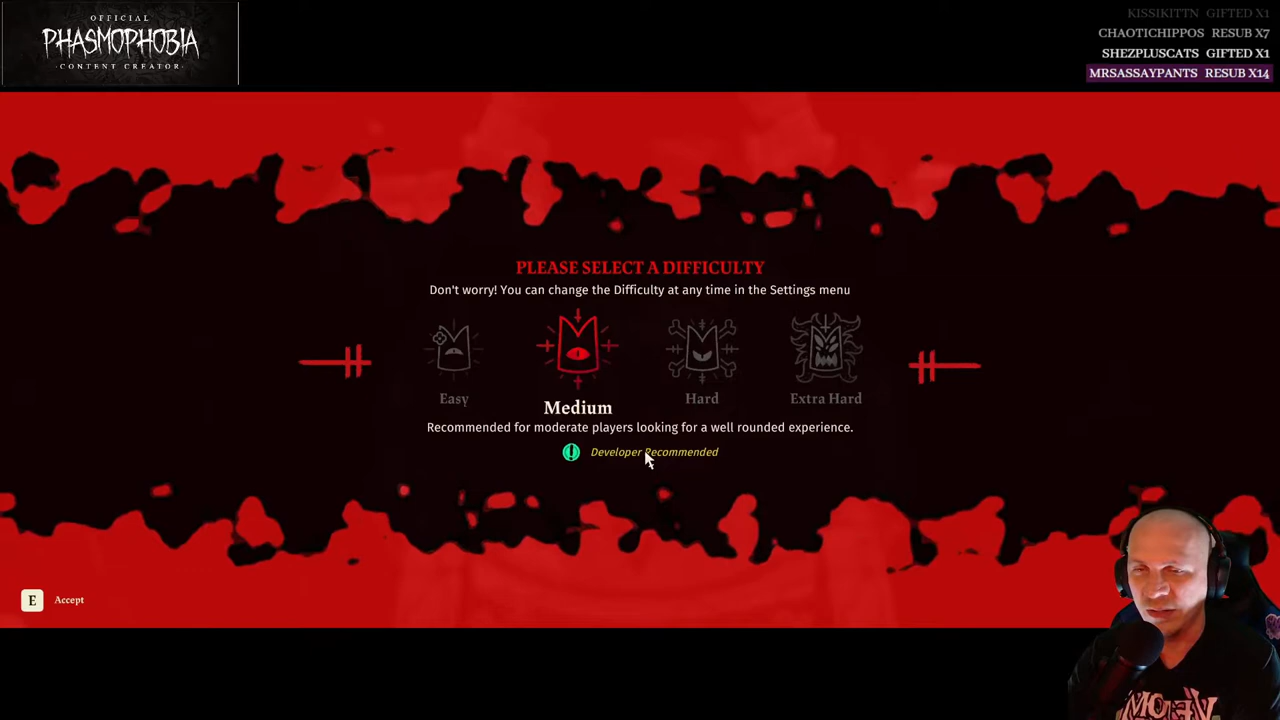 OFFICIAL
PHASMOPHOBIA
·CONTENT CREATOR·
KISSIKITTN GIFTED X1
CHAOTICHIPPOS RESUB X7
SHEZPLUSCATS GIFTED X1
MRSASSAYPANTS RESUB X14
PLEASE SELECT A DIFFICULTY
Don't worry! You can change the Difficulty at any time in the Settings menu
Easy
Medium
Hard
Extra Hard
Recommended for moderate players looking for a well rounded experience.
Developer Recommended
E Accept